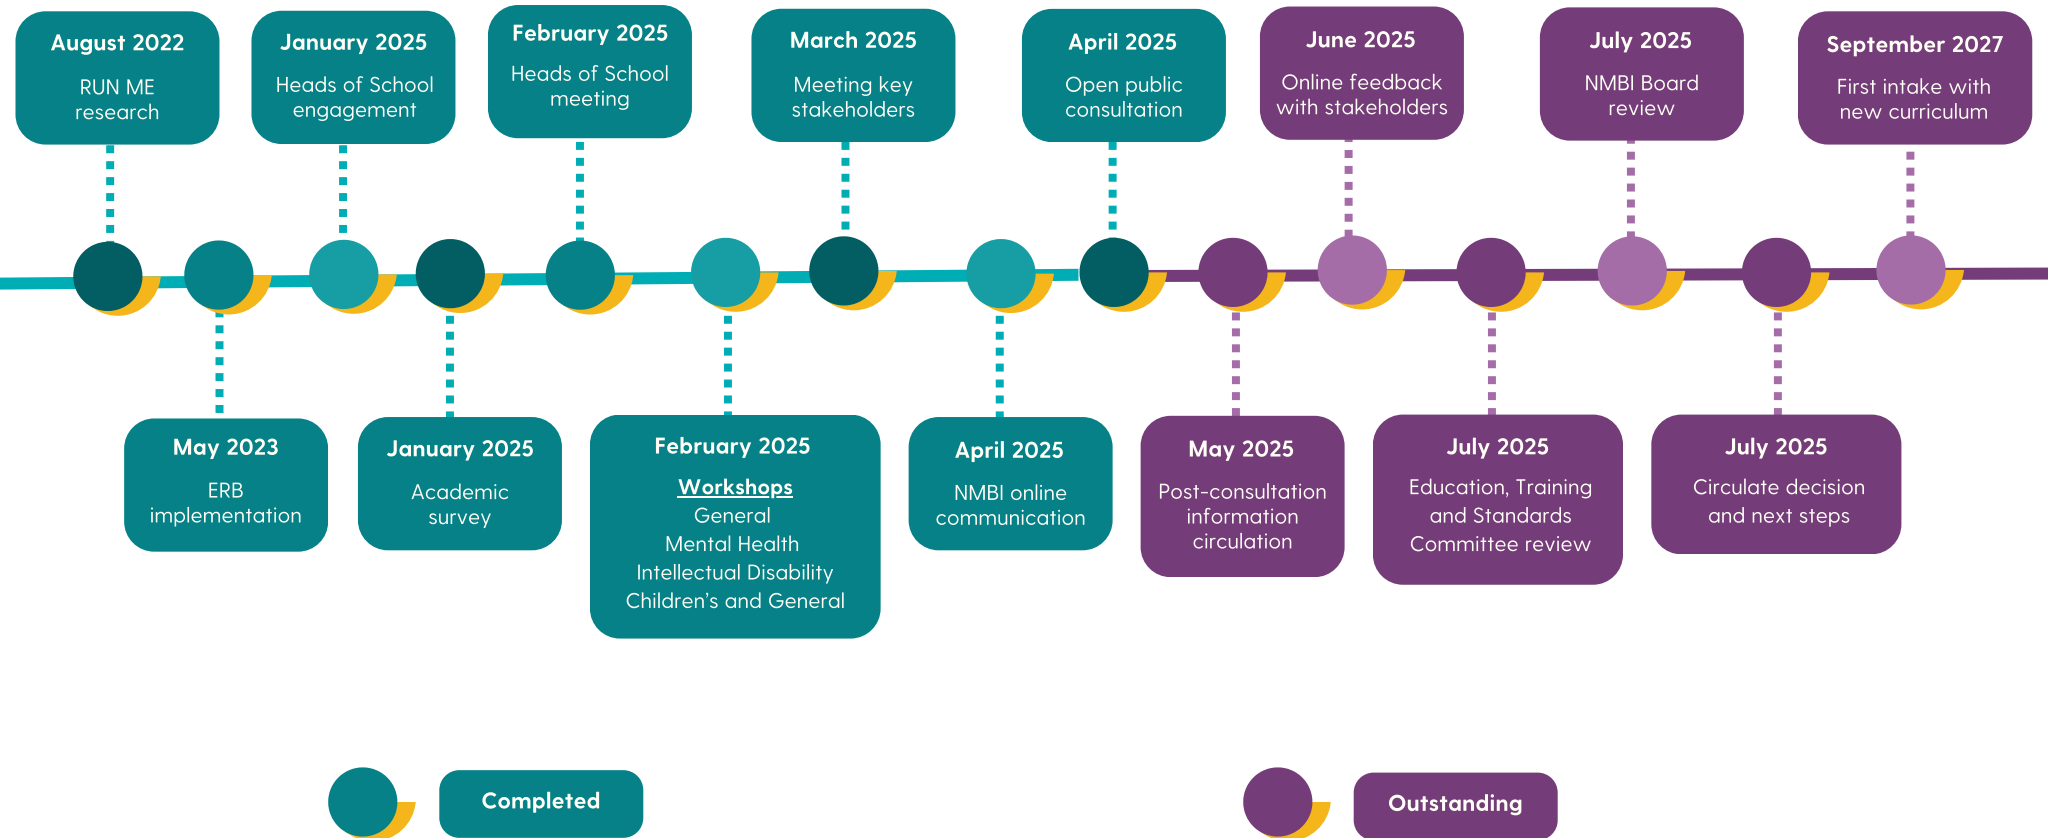 August 2022
RUN ME
research
January 2025
Heads of School
engagement
February 2025
Heads of School
meeting
March 2025
Meeting key
stakeholders
April 2025
Open public
consultation
June 2025
Online feedback
with stakeholders
July 2025
NMBI Board
review
September 2027
First intake with
new curriculum
May 2023
ERB
implementation
January 2025
Academic
survey
February 2025
Workshops
General
Mental Health
Intellectual Disability
Children’s and General
April 2025
NMBI online
communication
May 2025
Post-consultation
information
circulation
July 2025
Education, Training
and Standards
Committee review
July 2025
Circulate decision
and next steps
Completed
Outstanding